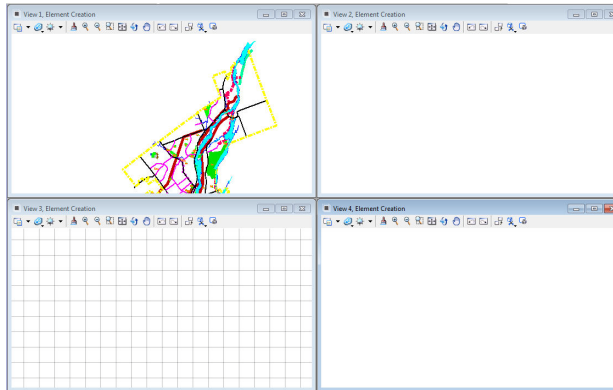 View 1, Element Creation
View 2, Element Creation
View 3, Element Creation
View 4, Element Creation